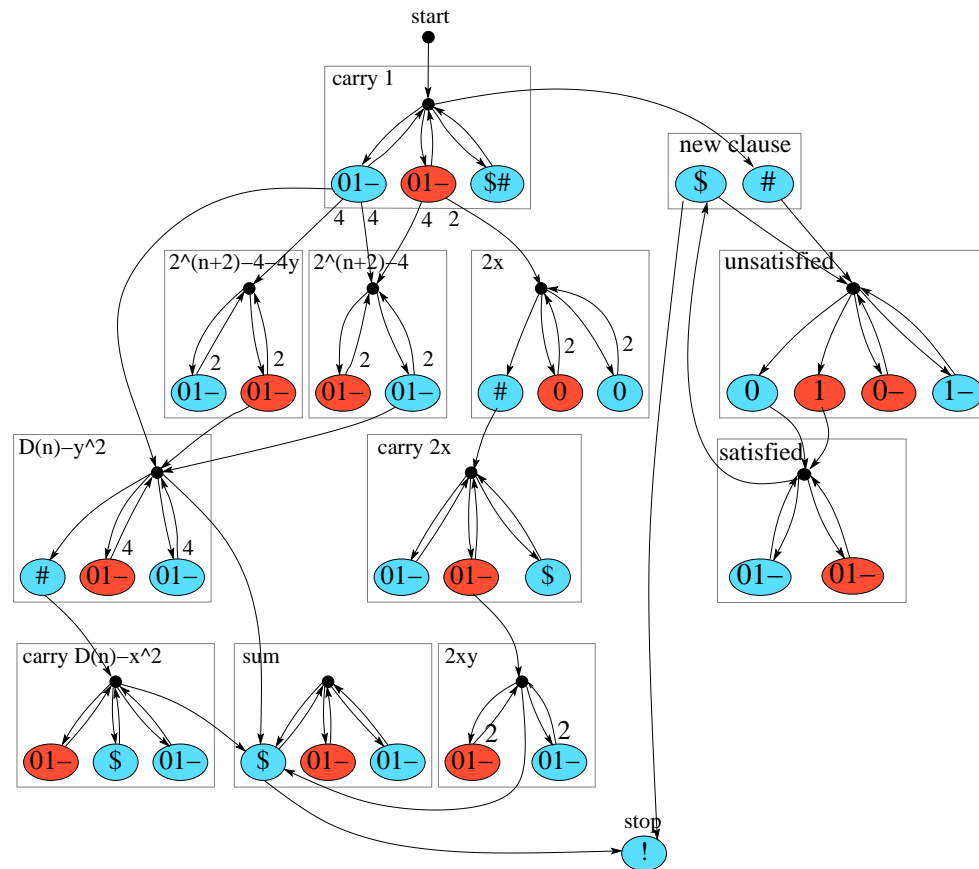 start
carry 1
new clause
01– 01– $# $ #
4 4 4 2
2^(n+2)–4–4y 2^(n+2)–4 2x unsatisfied
2 2 2 2 2 2
01– 01– 01– 01– # 0 0 0 1 0– 1–
D(n)–y^2 carry 2x satisfied
4 4
# 01– 01– 01– 01– $ 01– 01–
carry D(n)–x^2 sum 2xy
2 2
01– $ 01– $ 01– 01– 01– 01–
stop
!